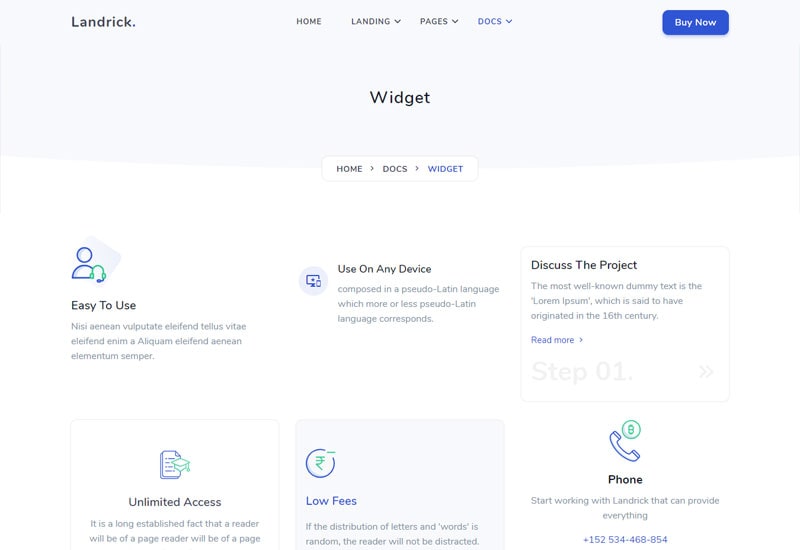 Landrick.
HOME
LANDING
PAGES
DOCS
Buy Now
Widget
HOME
DOCS
WIDGET
Easy To Use
Nisi aenean vulputate eleifend tellus vitae
eleifend enim a Aliquam eleifend aenean
elementum semper.
Use On Any Device
composed in a pseudo-Latin language
which more or less pseudo-Latin
language corresponds.
Discuss The Project
The most well-known dummy text is the
'Lorem Ipsum', which is said to have
originated in the 16th century.
Read more
Step 01.
Unlimited Access
It is a long established fact that a reader
will be of a page reader will be of a page
₹
Low Fees
If the distribution of letters and 'words' is
random, the reader will not be distracted.
Phone
Start working with Landrick that can provide
everything
+152 534-468-854